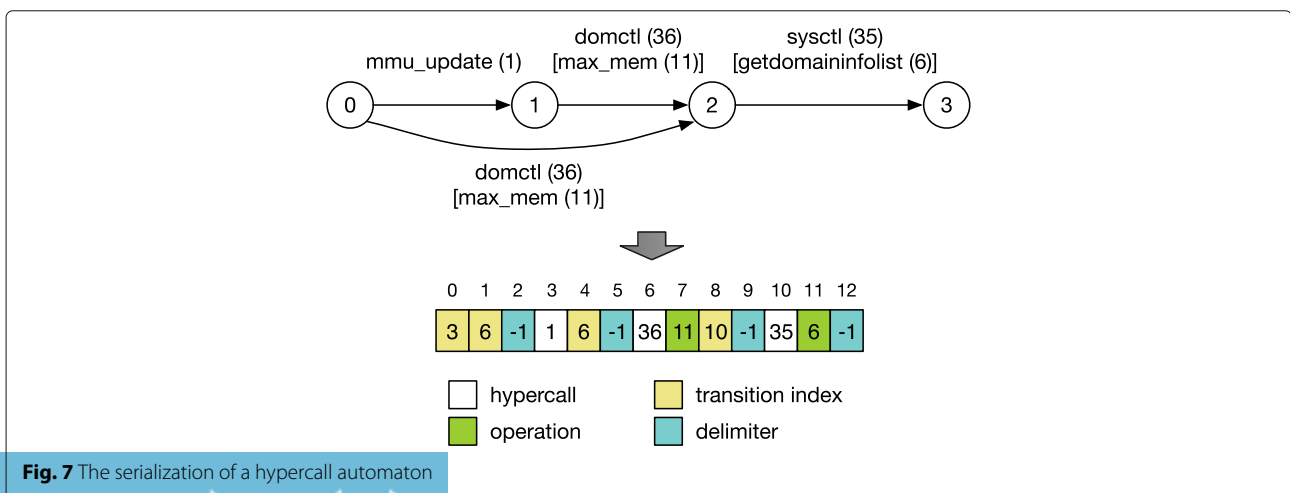 domctl (36)
sysctl (35)
mmu_update (1)
[max_mem (11)]
[getdomaininfolist (6)]
0
1
2
3
domctl (36)
[max_mem (11)]
0 1 2 3 4 5 6 7 8 9 10 11 12
3 6 -1 1 6 -1 36 11 10 -1 35 6 -1
hypercall
transition index
operation
delimiter
Fig. 7 The serialization of a hypercall automaton